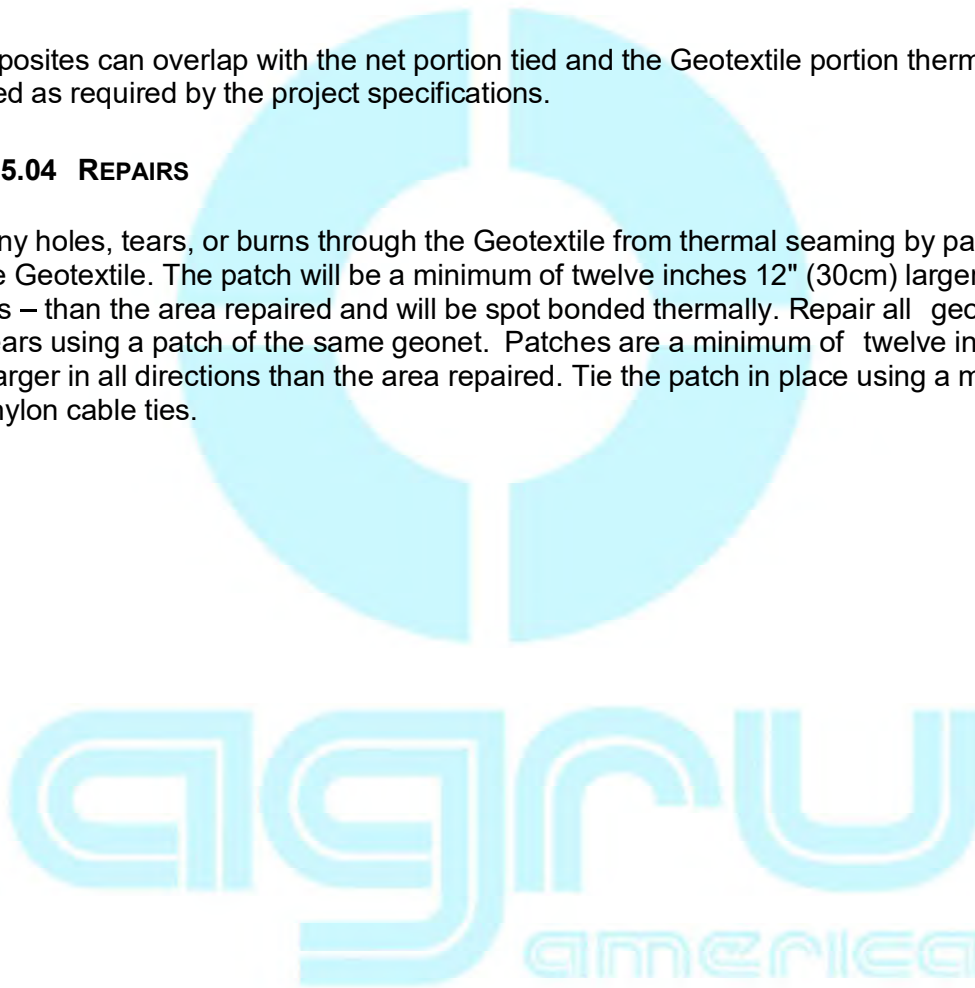 posites can overlap with the net portion tied and the Geotextile portion therm
ed as required by the project specifications.
5.04 REPAIRS
ny holes, tears, or burns through the Geotextile from thermal seaming by pa
e Geotextile. The patch will be a minimum of twelve inches 12" (30cm) larger
s – than the area repaired and will be spot bonded thermally. Repair all geo
ears using a patch of the same geonet. Patches are a minimum of twelve in
arger in all directions than the area repaired. Tie the patch in place using a m
nylon cable ties.
agru
america